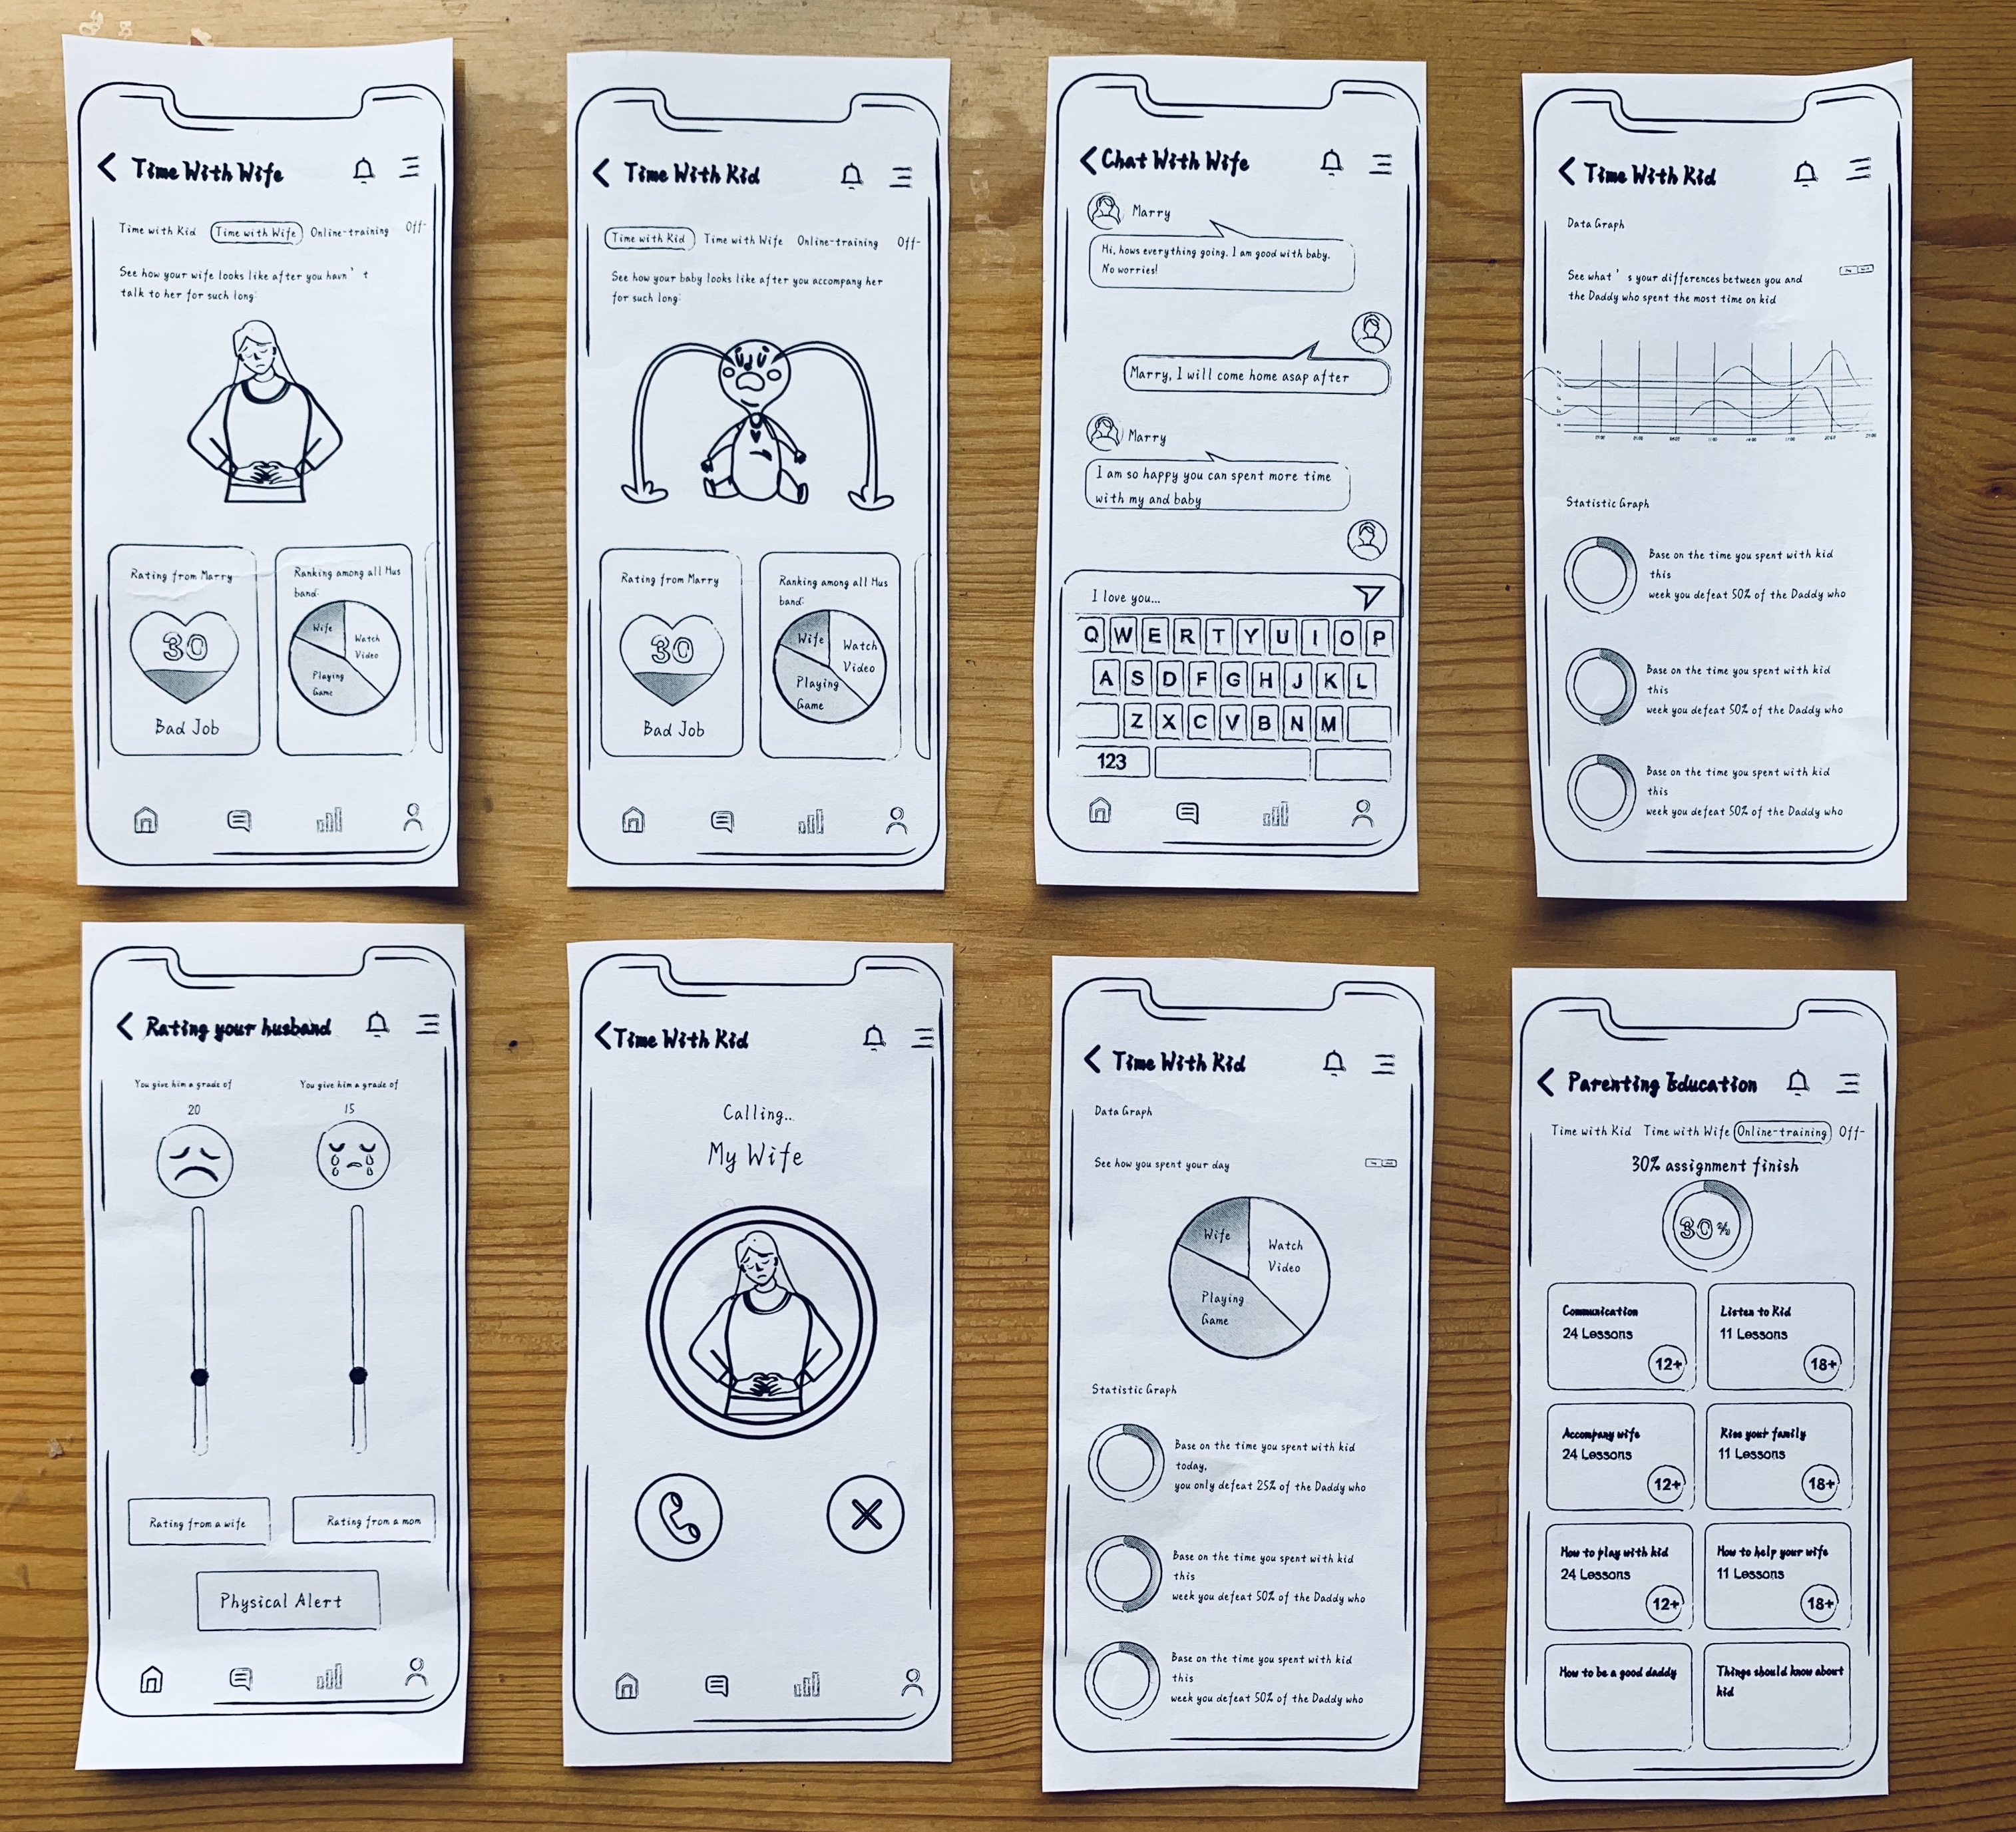 Time With Wife
Time with Kid Time with Wife Online-training Off-
See how your wife looks like after you havn't
talk to her for such long:
Rating from Marry
30
Bad Job
Ranking among all Hus
band:
Wife
Watch
Video
Playing
Game
Time With Kid
Time with Kid Time with Wife Online-training Off-
See how your baby looks like after you accompany her
for such long:
Rating from Marry
30
Bad Job
Ranking among all Hus
band:
Wife
Watch
Video
Playing
Game
Chat With Wife
Marry
Hi, hows everything going. I am good with baby.
No worries!
Marry, I will come home asap after
Marry
I am so happy you can spent more time
with my and baby
I love you...
Q W E R T Y U I O P
A S D F G H J K L
Z X C V B N M
123
Time With Kid
Data Graph
See what's your differences between you and
the Daddy who spent the most time on kid
Statistic Graph
Base on the time you spent with kid
this
week you defeat 50% of the Daddy who
Base on the time you spent with kid
this
week you defeat 50% of the Daddy who
Base on the time you spent with kid
this
week you defeat 50% of the Daddy who
Rating your husband
You give him a grade of
20
You give him a grade of
15
Rating from a wife
Rating from a mom
Physical Alert
Time With Kid
Calling...
My Wife
Time With Kid
Data Graph
See how you spent your day
Wife
Watch
Video
Playing
Game
Statistic Graph
Base on the time you spent with kid
today,
you only defeat 25% of the Daddy who
Base on the time you spent with kid
this
week you defeat 50% of the Daddy who
Base on the time you spent with kid
this
week you defeat 50% of the Daddy who
Parenting Education
Time with Kid Time with Wife Online-training Off-
30% assignment finish
30%
Communication
24 Lessons
12+
Listen to Kid
11 Lessons
18+
Accompany wife
24 Lessons
12+
Kiss your family
11 Lessons
18+
How to play with kid
24 Lessons
12+
How to help your wife
11 Lessons
18+
How to be a good daddy
Things should know about
kid